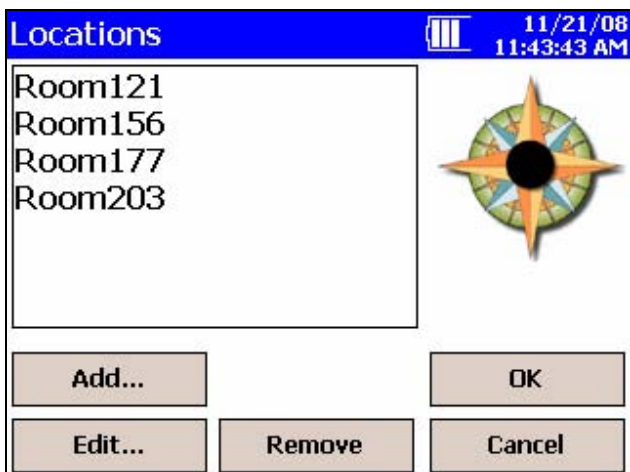 Locations
11/21/08
11:43:43 AM
Room121
Room156
Room177
Room203
Add...
OK
Edit...
Remove
Cancel